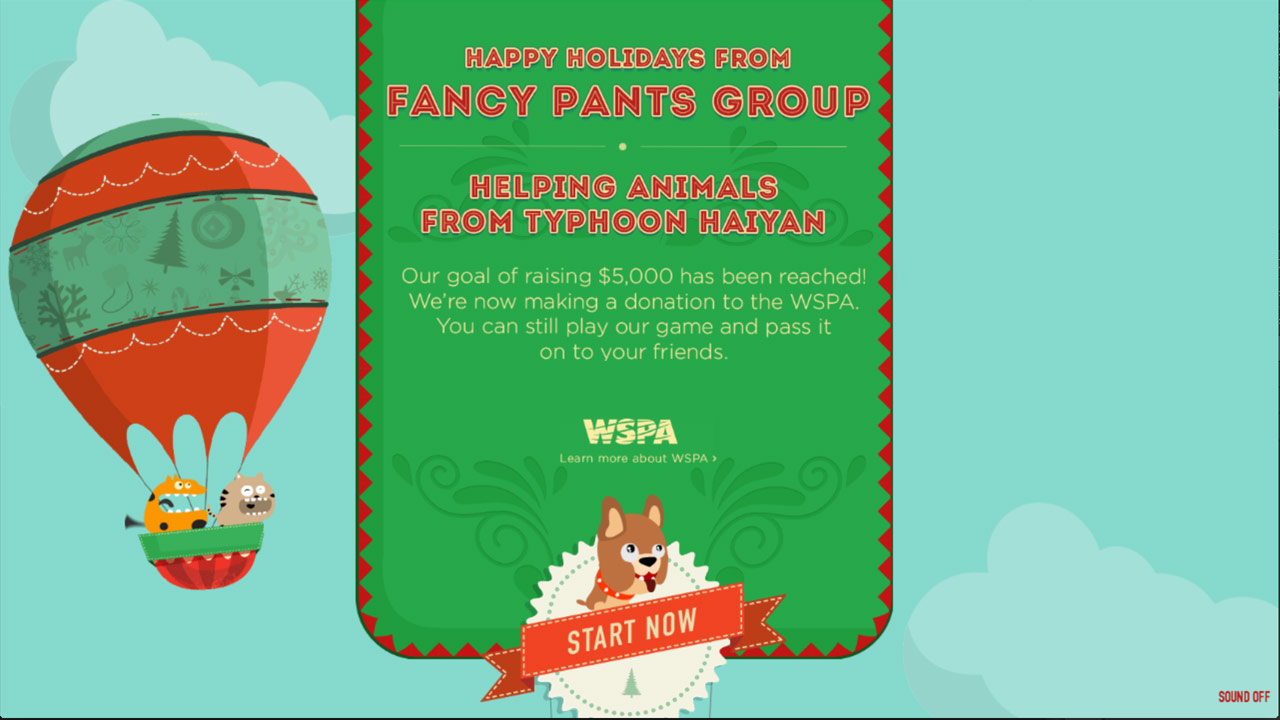 HAPPY HOLIDAYS FROM
FANCY PANTS GROUP
HELPING ANIMALS
FROM TYPHOON HAIYAN
Our goal of raising $5,000 has been reached!
We're now making a donation to the WSPA.
You can still play our game and pass it
on to your friends.
WSPA
Learn more about WSPA ›
START NOW
SOUND OFF